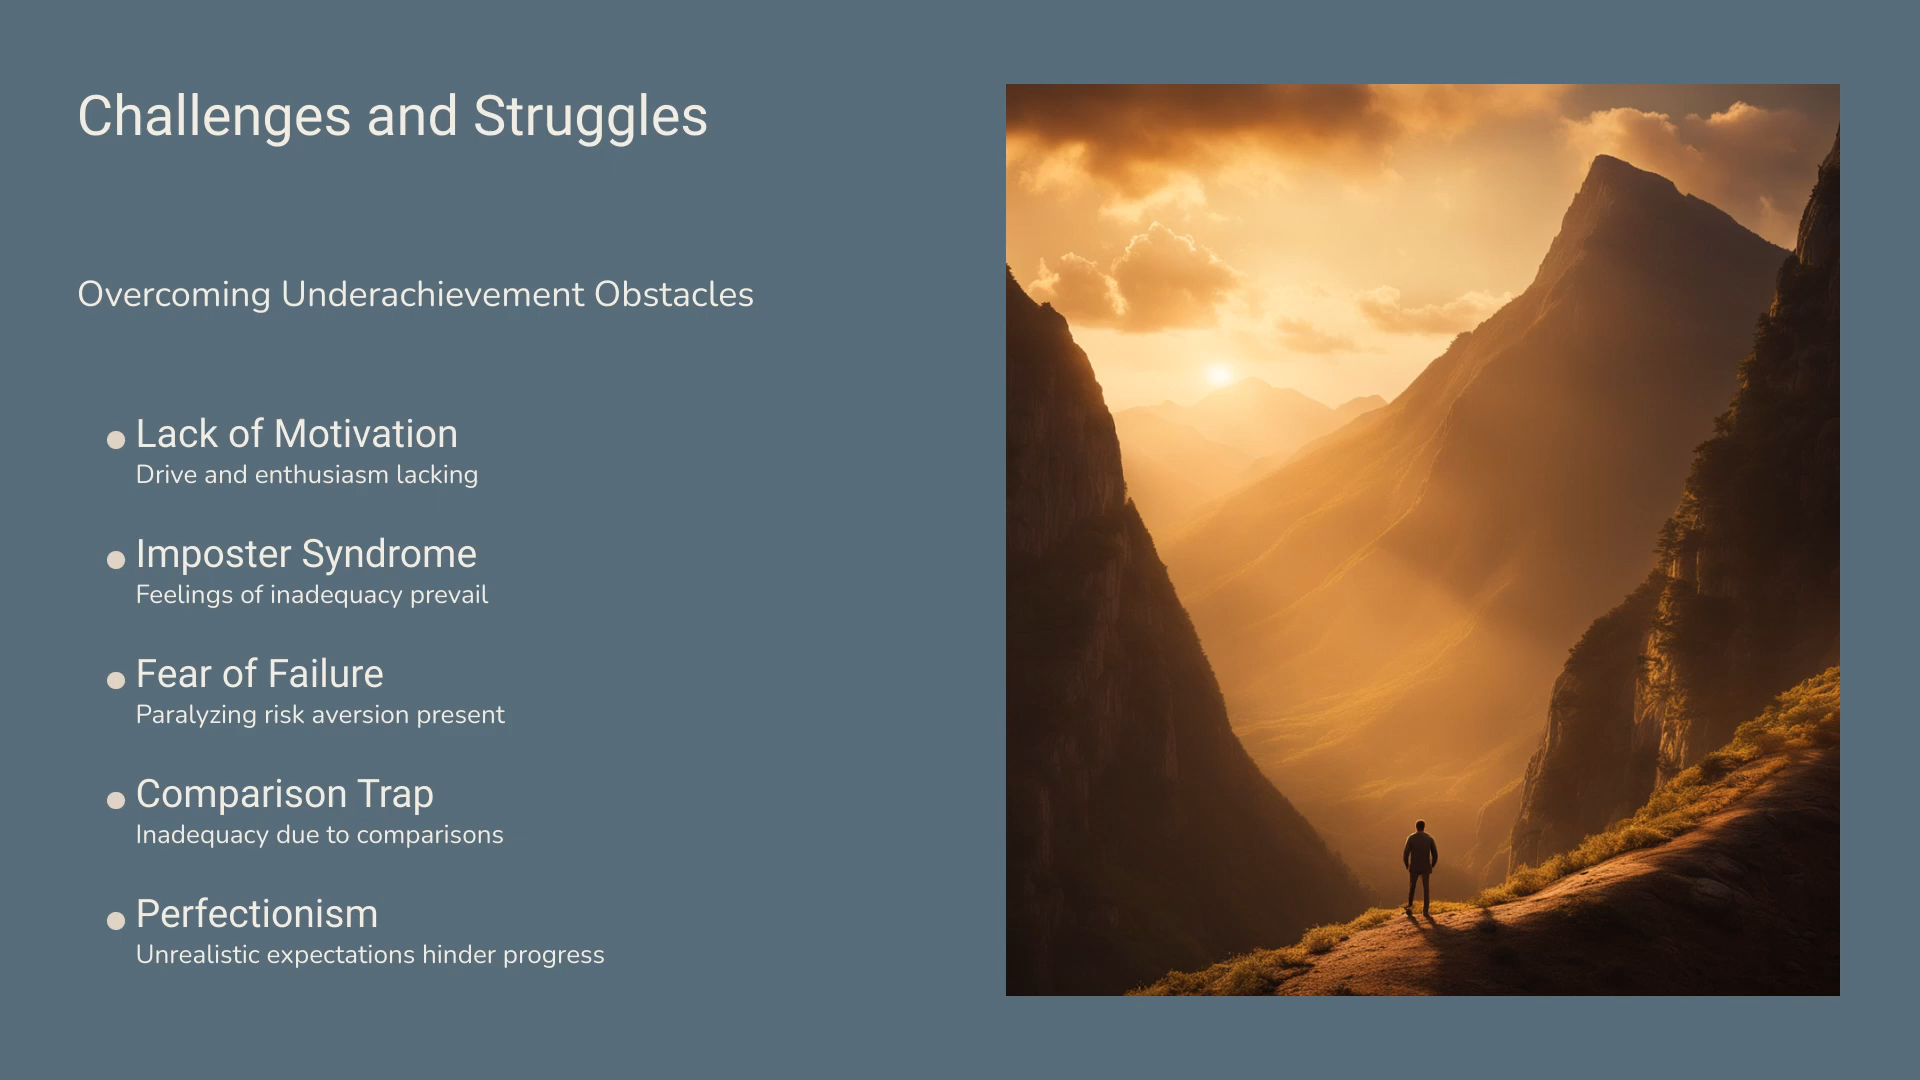 Challenges and Struggles
Overcoming Underachievement Obstacles
Lack of Motivation
Drive and enthusiasm lacking
Imposter Syndrome
Feelings of inadequacy prevail
Fear of Failure
Paralyzing risk aversion present
Comparison Trap
Inadequacy due to comparisons
Perfectionism
Unrealistic expectations hinder progress